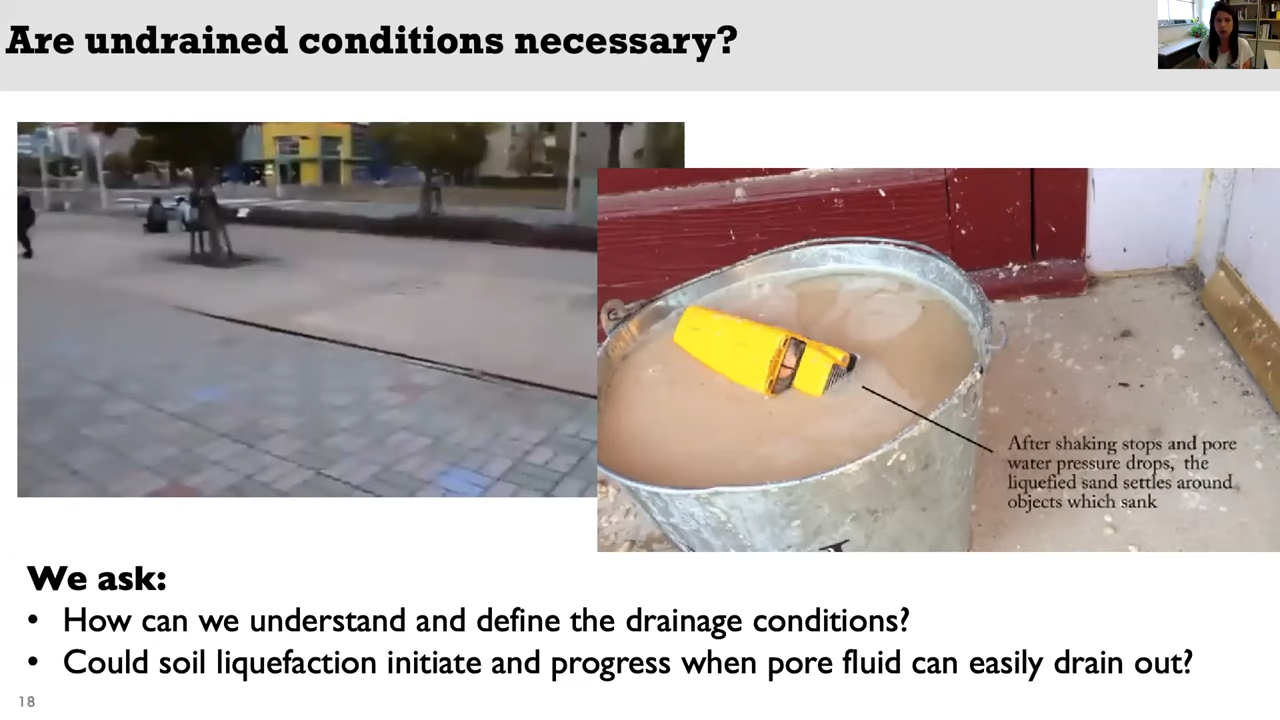 Are undrained conditions necessary?
After shaking stops and pore
water pressure drops, the
liquefied sand settles around
objects which sank
We ask:
• How can we understand and define the drainage conditions?
• Could soil liquefaction initiate and progress when pore fluid can easily drain out?
18